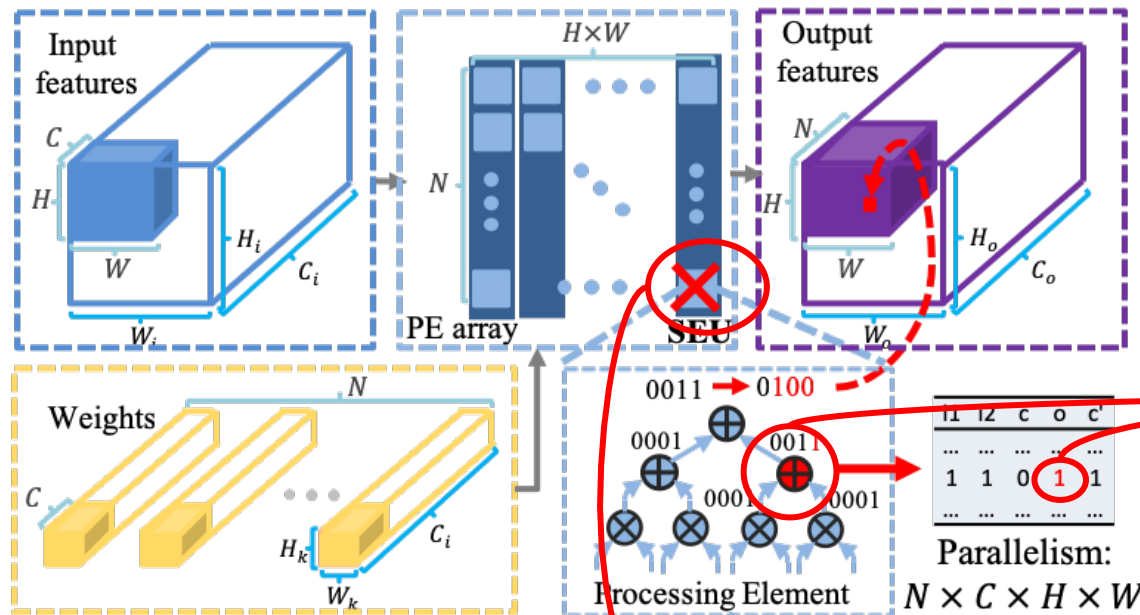 Input
features
C
H
W
H_i
C_i
W_i
H×W
N
PE array
SEU
Output
features
N
H
W
H_o
C_o
W_o
Weights
N
C
H_k
W_k
C_i
0011 → 0100
0001
0011
0001
0001
Processing Element
i1 i2 c o c'
... ... ... ... ...
1 1 0 1 1
... ... ... ... ...
Parallelism:
N × C × H × W